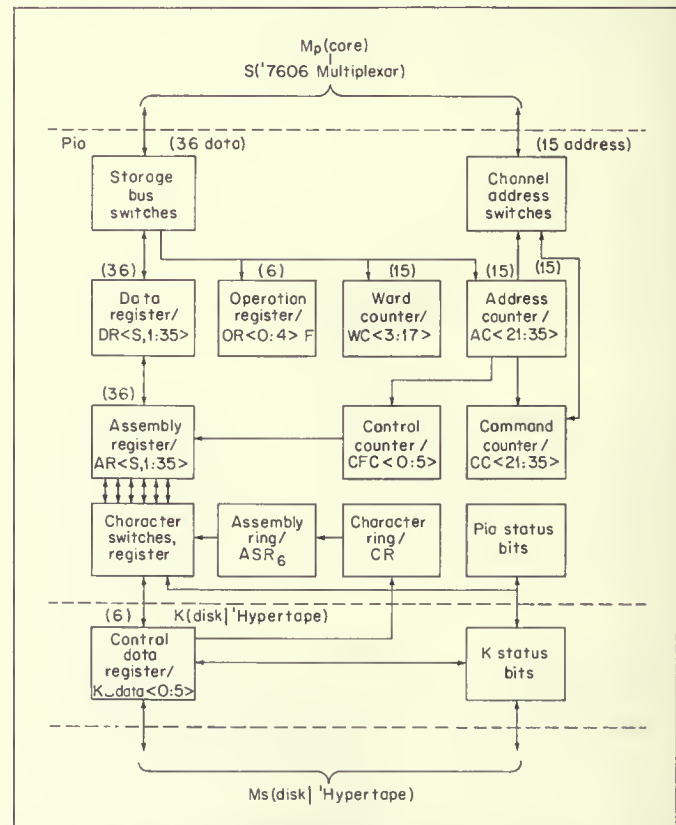 Mp(core)
S('7606 Multiplexar)
Pio
(36 data)
(15 address)
Storage
bus
switches
Channel
address
switches
(36)
(6)
(15)
(15)
(15)
Data
register/
DR<S,1:35>
Operation
register/
OR<0:4> F
Ward
counter/
WC<3:17>
Address
counter/
AC<21:35>
(36)
Assembly
register/
AR<S,1:35>
Control
counter/
CFC<0:5>
Command
counter/
CC<21:35>
Character
switches,
register
Assembly
ring/
ASR6
Character
ring/
CR
Pio status
bits
(6)
K(disk|'Hypertape)
Control
data
register/
K_data<0:5>
K status
bits
Ms(disk|'Hypertape)